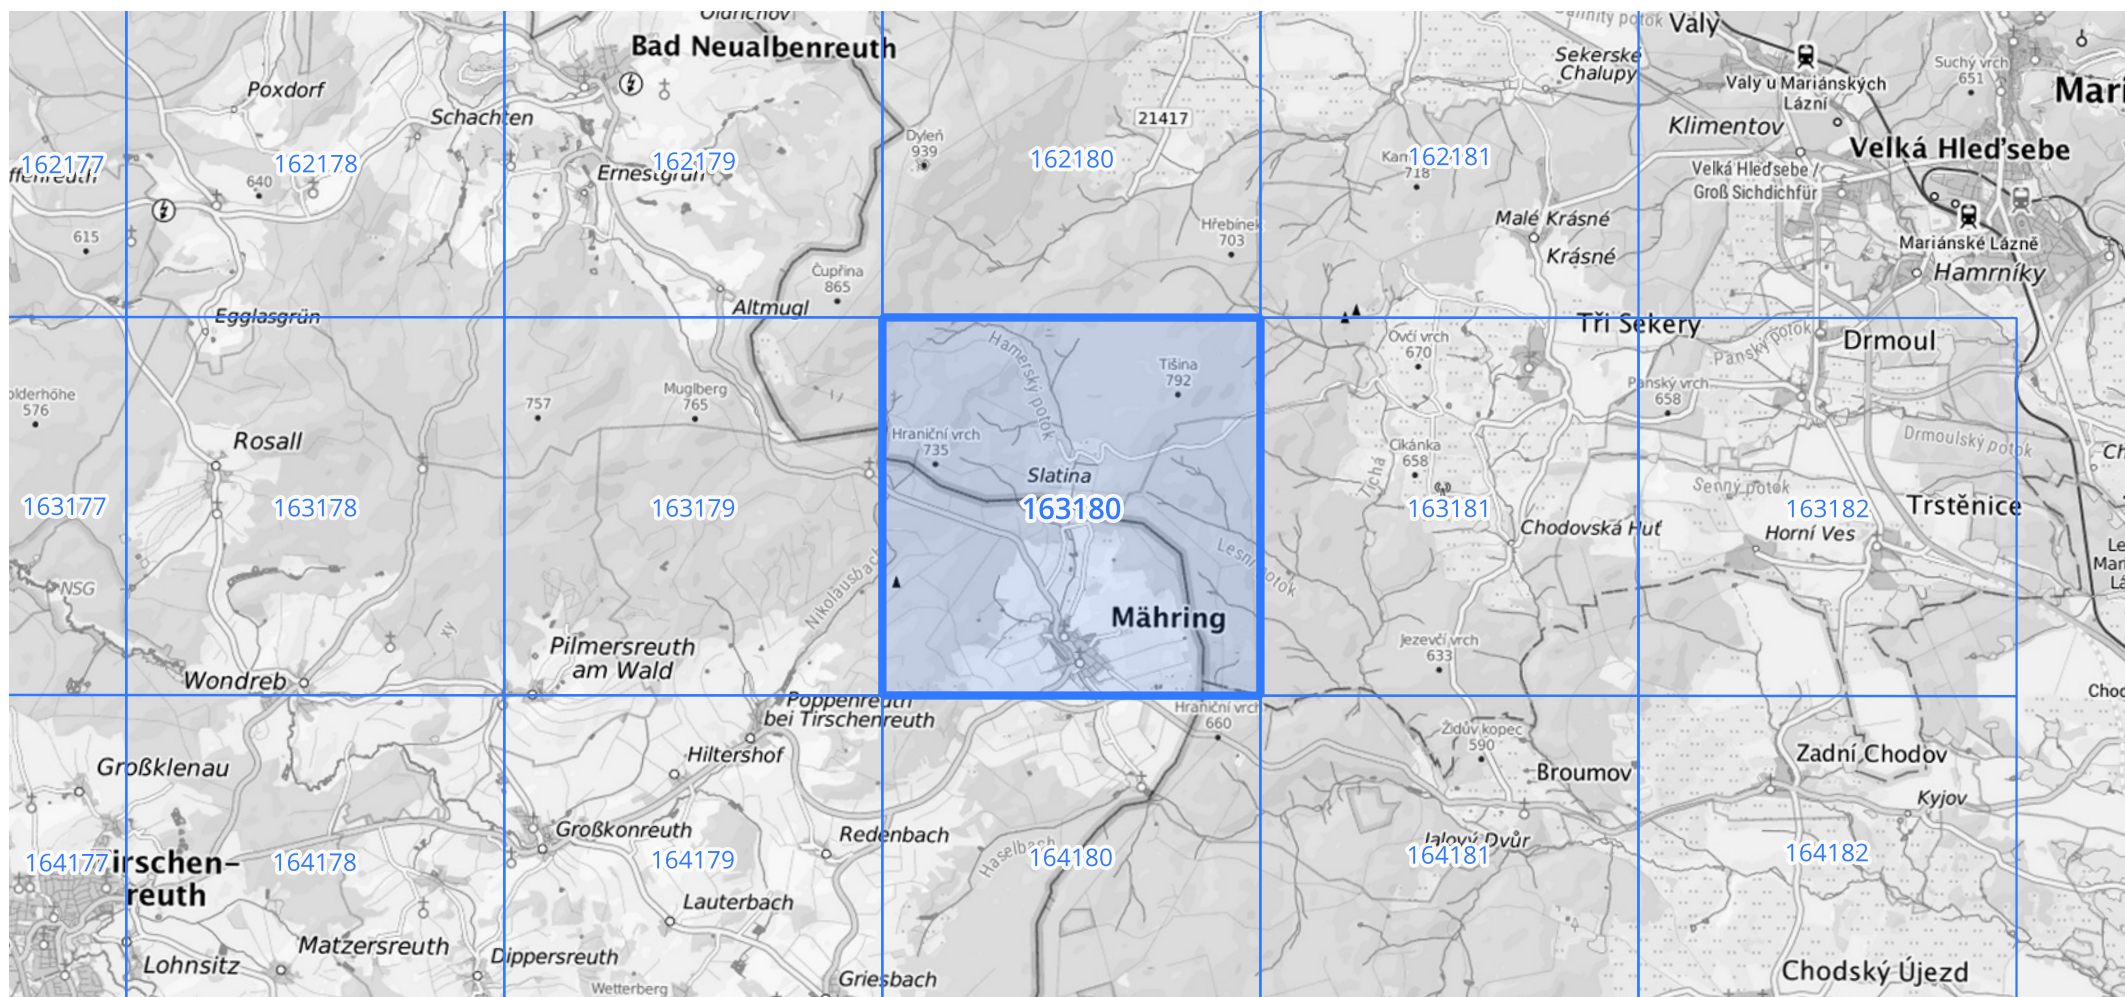 Oldřichov
Bad Neualbenreuth
Poxdorf
Schachten
162177
162178
640
Ernestgrün
162179
615
Egglasgrün
Altmugl
Čupřina
865
Dyleň
939
21417
162180
Hřebínek
703
Sekerské
Chalupy
162181
718
Malé Krásné
Krásné
Valy
Valy u Mariánských
Lázní
Suchý vrch
651
Klimentov
Velká Hleďsebe
Velká Hleďsebe /
Groß Sichdichfür
Mariánské Lázně
Hamrníky
576
Rosall
163177
163178
NSG
xy
Wondreb
757
Muglberg
765
163179
Nikolausbach
Pilmersreuth
am Wald
Hamerský potok
Tišina
792
Hraniční vrch
735
Slatina
163180
Lesní potok
Mähring
Tři Sekery
Ovčí vrch
670
Cikánka
658
Tichá
163181
Chodovská Huť
Jezevčí vrch
633
Panský potok
Drmoul
Panský vrch
658
Drmoulský potok
Senný potok
163182
Trstěnice
Horní Ves
Großklenau
164177
irschen-
reuth
164178
Lohnsitz
Matzersreuth
Poppenreuth
bei Tirschenreuth
Hiltershof
Großkonreuth
164179
Redenbach
Lauterbach
Dippersreuth
Griesbach
Wetterberg
Hraniční vrch
660
Haselbach
164180
Židův kopec
590
Broumov
Jalový Dvůr
164181
Zadní Chodov
Kyjov
164182
Chodský Újezd